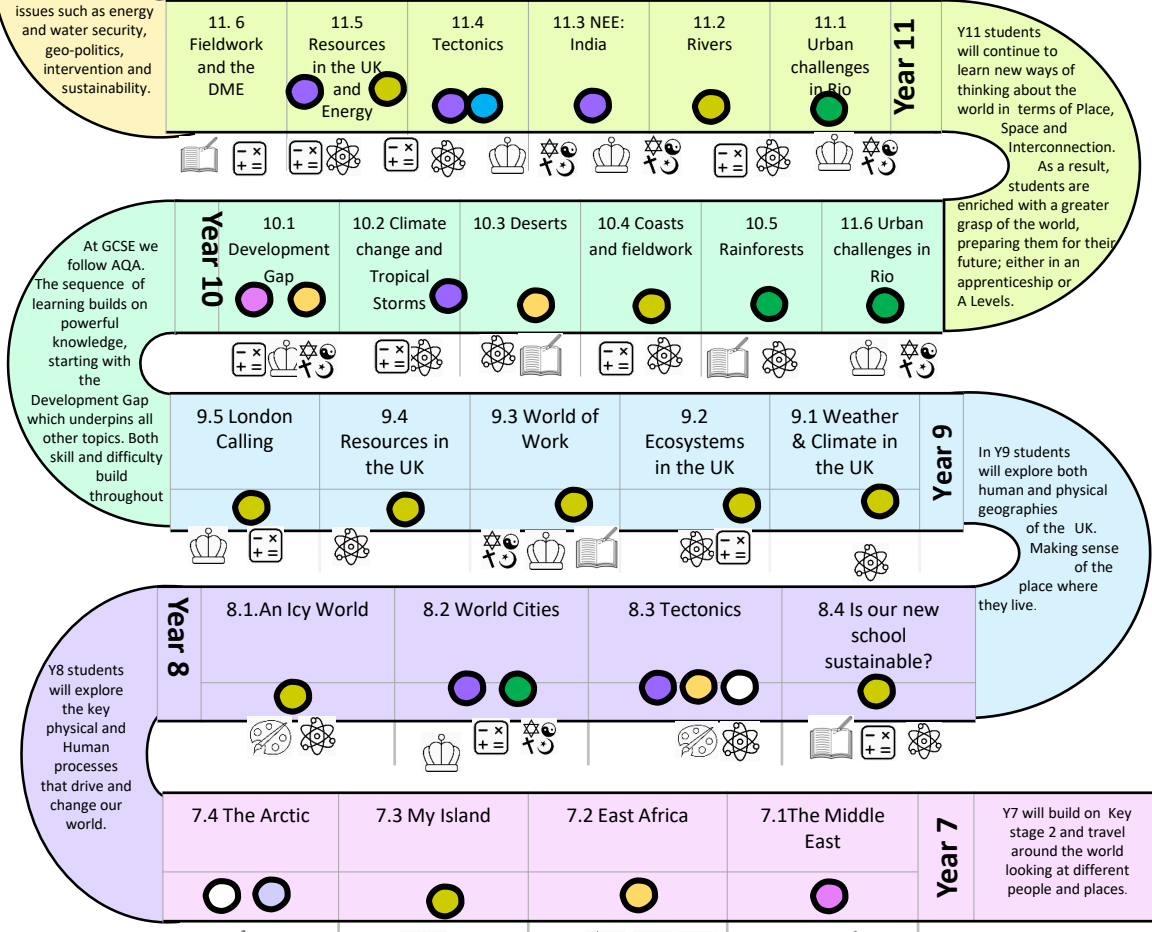 issues such as energy
and water security,
geo-politics,
intervention and
sustainability.
11. 6
Fieldwork
and the
DME
11.5
Resources
in the UK
and
Energy
11.4
Tectonics
11.3 NEE:
India
11.2
Rivers
11.1
Urban
challenges
in Rio
Year 11
Y11 students
will continue to
learn new ways of
thinking about the
world in terms of Place,
Space and
Interconnection.
As a result,
students are
enriched with a greater
grasp of the world,
preparing them for their
future; either in an
apprenticeship or
A Levels.
At GCSE we
follow AQA.
The sequence of
learning builds on
powerful
knowledge,
starting with
the
Development Gap
which underpins all
other topics. Both
skill and difficulty
build
throughout
Year 10
10.1
Development
Gap
10.2 Climate
change and
Tropical
Storms
10.3 Deserts
10.4 Coasts
and fieldwork
10.5
Rainforests
11.6 Urban
challenges in
Rio
9.5 London
Calling
9.4
Resources in
the UK
9.3 World of
Work
9.2
Ecosystems
in the UK
9.1 Weather
& Climate in
the UK
Year 9
In Y9 students
will explore both
human and physical
geographies
of the UK.
Making sense
of the
place where
they live.
Y8 students
will explore
the key
physical and
Human
processes
that drive and
change our
world.
Year 8
8.1.An Icy World
8.2 World Cities
8.3 Tectonics
8.4 Is our new
school
sustainable?
7.4 The Arctic
7.3 My Island
7.2 East Africa
7.1The Middle
East
Year 7
Y7 will build on Key
stage 2 and travel
around the world
looking at different
people and places.